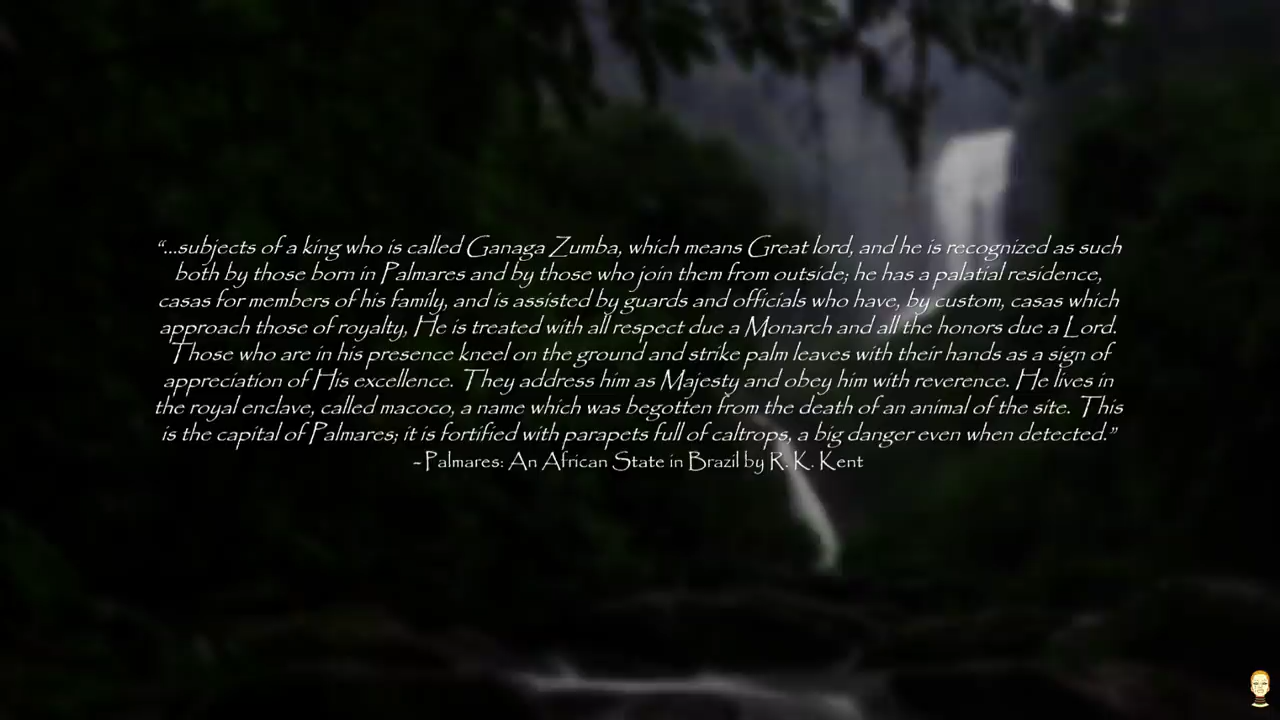 “...subjects of a king who is called Ganaga Zumba, which means Great lord, and he is recognized as such
both by those born in Palmares and by those who join them from outside; he has a palatial residence,
casas for members of his family, and is assisted by guards and officials who have, by custom, casas which
approach those of royalty, He is treated with all respect due a Monarch and all the honors due a Lord.
Those who are in his presence kneel on the ground and strike palm leaves with their hands as a sign of
appreciation of His excellence. They address him as Majesty and obey him with reverence. He lives in
the royal enclave, called macoco, a name which was begotten from the death of an animal of the site. This
is the capital of Palmares; it is fortified with parapets full of caltrops, a big danger even when detected.”
- Palmares: An African State in Brazil by R. K. Kent